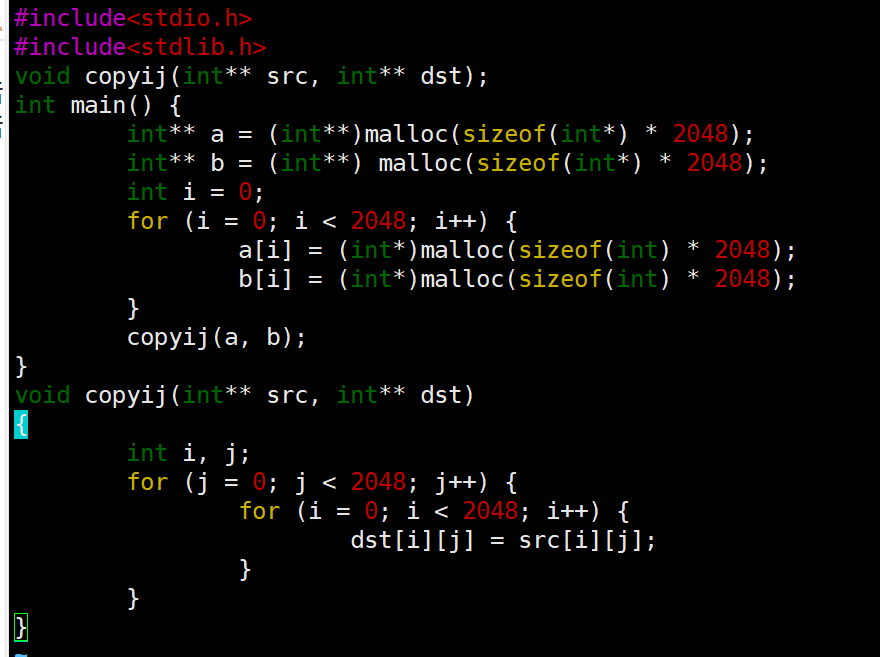 #include<stdio.h>
#include<stdlib.h>
void copyij(int** src, int** dst);
int main() {
        int** a = (int**)malloc(sizeof(int*) * 2048);
        int** b = (int**) malloc(sizeof(int*) * 2048);
        int i = 0;
        for (i = 0; i < 2048; i++) {
                a[i] = (int*)malloc(sizeof(int) * 2048);
                b[i] = (int*)malloc(sizeof(int) * 2048);
        }
        copyij(a, b);
}
void copyij(int** src, int** dst)
{
        int i, j;
        for (j = 0; j < 2048; j++) {
                for (i = 0; i < 2048; i++) {
                        dst[i][j] = src[i][j];
                }
        }
}
~